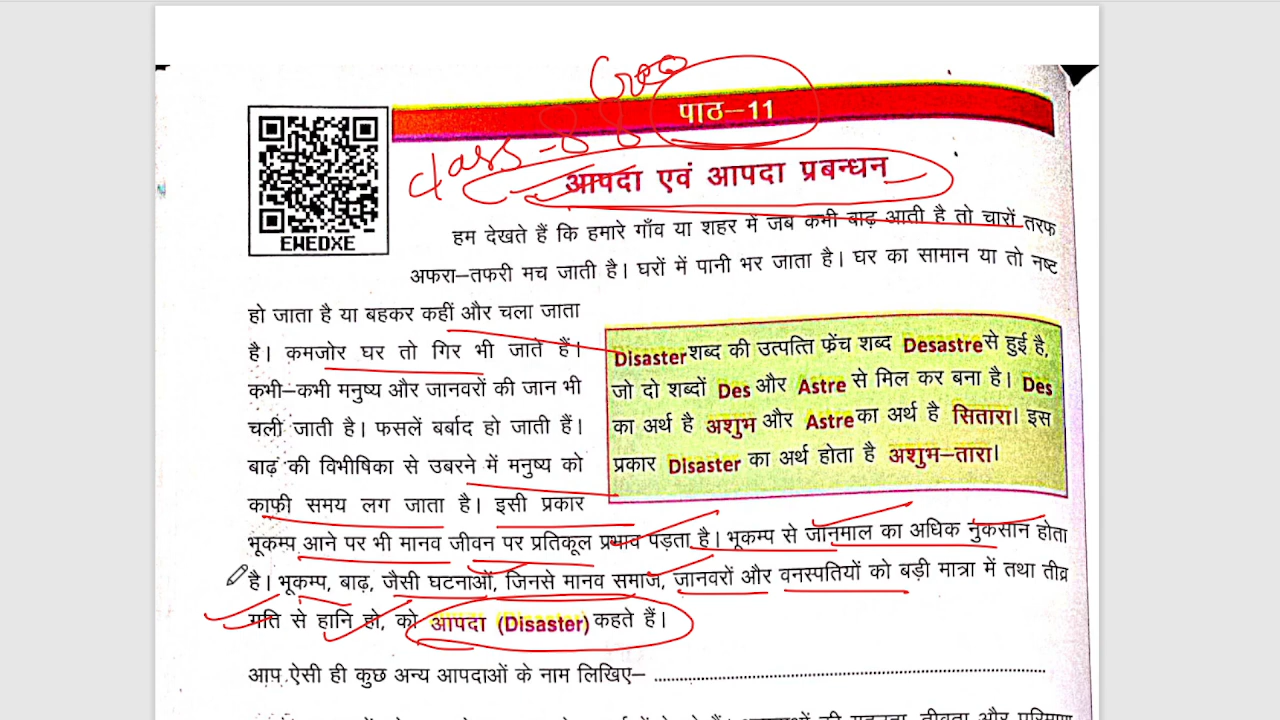 Geo
पाठ–11
class-8
आपदा एवं आपदा प्रबन्धन
EWEDXE
हम देखते हैं कि हमारे गाँव या शहर में जब कभी बाढ़ आती है तो चारों तरफ
अफरा–तफरी मच जाती है। घरों में पानी भर जाता है। घर का सामान या तो नष्ट
हो जाता है या बहकर कहीं और चला जाता
है। कमजोर घर तो गिर भी जाते हैं।
कभी–कभी मनुष्य और जानवरों की जान भी
चली जाती है। फसलें बर्बाद हो जाती हैं।
बाढ़ की विभीषिका से उबरने में मनुष्य को
काफी समय लग जाता है। इसी प्रकार
Disaster शब्द की उत्पत्ति फ्रेंच शब्द Desastre से हुई है,
जो दो शब्दों Des और Astre से मिल कर बना है। Des
का अर्थ है अशुभ और Astre का अर्थ है सितारा। इस
प्रकार Disaster का अर्थ होता है अशुभ–तारा।
भूकम्प आने पर भी मानव जीवन पर प्रतिकूल प्रभाव पड़ता है। भूकम्प से जानमाल का अधिक नुकसान होता
है। भूकम्प, बाढ़, जैसी घटनाओं, जिनसे मानव समाज, जानवरों और वनस्पतियों को बड़ी मात्रा में तथा तीव्र
गति से हानि हो, को आपदा (Disaster) कहते हैं।
आप ऐसी ही कुछ अन्य आपदाओं के नाम लिखिए–